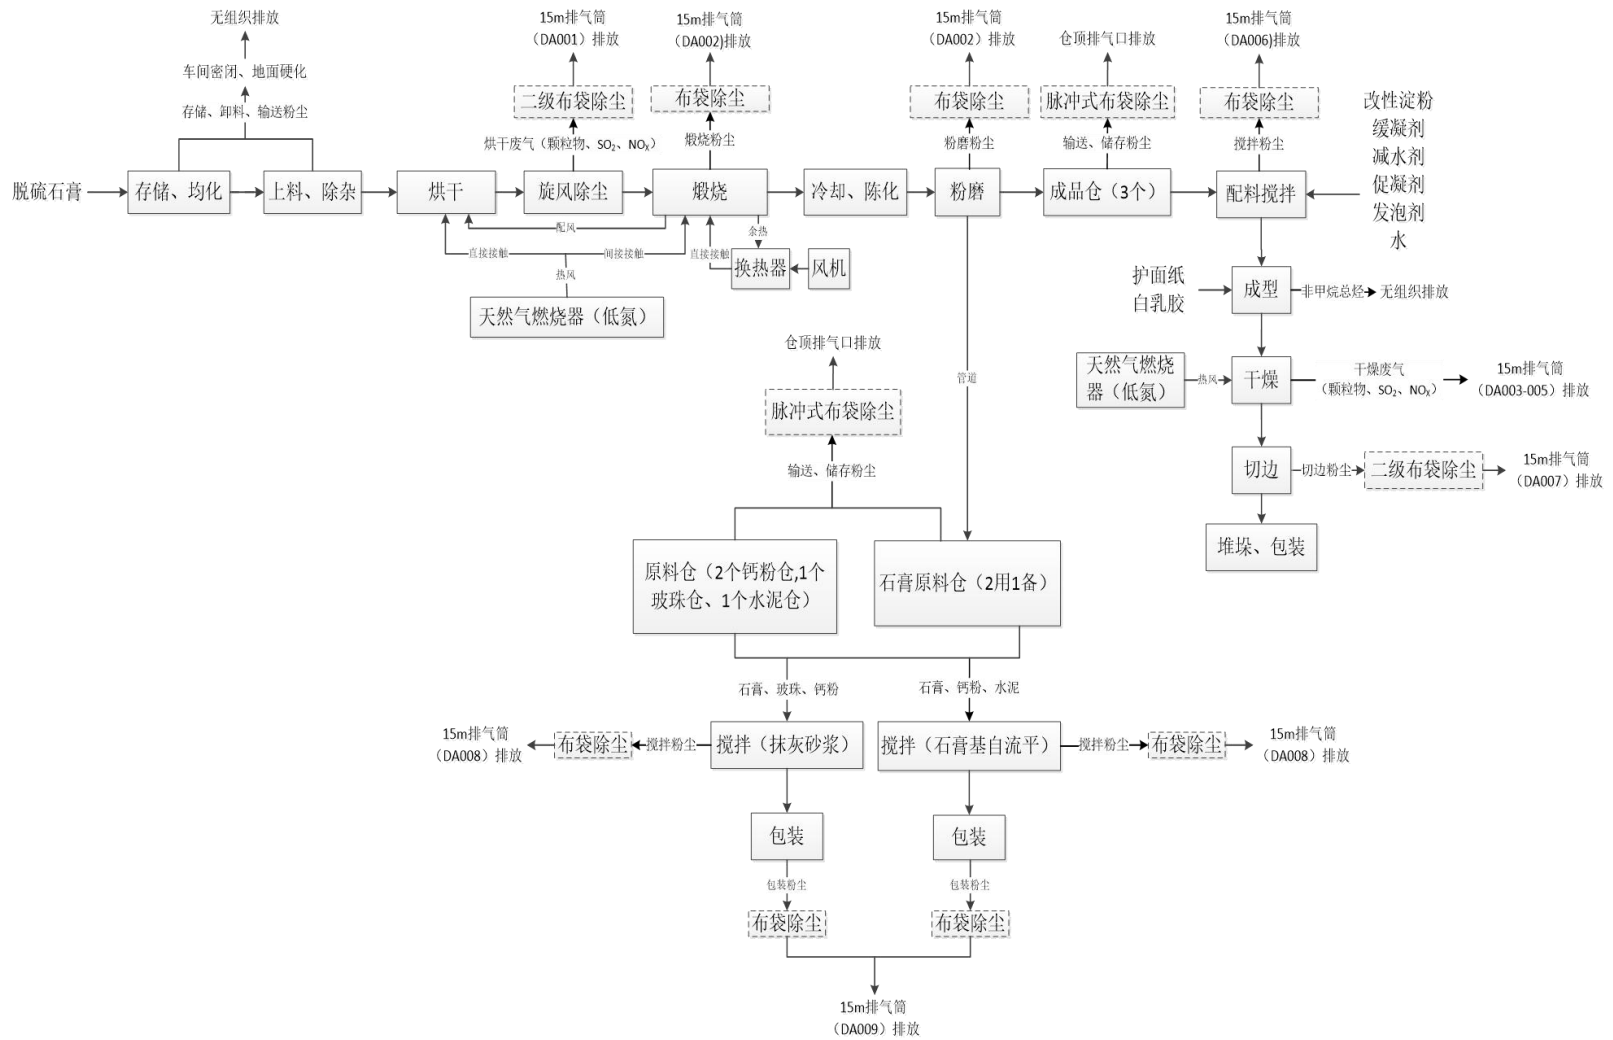 无组织排放
车间密闭、地面硬化
存储、卸料、输送粉尘
15m排气筒
（DA001）排放
二级布袋除尘
烘干废气（颗粒物、SO₂、NOₓ）
15m排气筒
（DA002)排放
布袋除尘
煅烧粉尘
15m排气筒
（DA002）排放
布袋除尘
粉磨粉尘
仓顶排气口排放
脉冲式布袋除尘
输送、储存粉尘
15m排气筒
（DA006)排放
布袋除尘
搅拌粉尘
改性淀粉
缓凝剂
减水剂
促凝剂
发泡剂
水
脱硫石膏
存储、均化
上料、除杂
烘干
旋风除尘
煅烧
冷却、陈化
粉磨
成品仓（3个）
配料搅拌
配风
余热
直接接触
间接接触
直接接触
换热器
风机
热风
天然气燃烧器（低氮）
护面纸
白乳胶
成型
非甲烷总烃
无组织排放
天然气燃烧
器（低氮）
热风
干燥
干燥废气
（颗粒物、SO₂、NOₓ）
15m排气筒
（DA003-005）排放
切边
切边粉尘
二级布袋除尘
15m排气筒
（DA007）排放
堆垛、包装
管道
仓顶排气口排放
脉冲式布袋除尘
输送、储存粉尘
原料仓（2个钙粉仓,1个
玻珠仓、1个水泥仓）
石膏原料仓（2用1备）
石膏、玻珠、钙粉
石膏、钙粉、水泥
15m排气筒
（DA008）排放
布袋除尘
搅拌粉尘
搅拌（抹灰砂浆）
搅拌（石膏基自流平）
搅拌粉尘
布袋除尘
15m排气筒
（DA008）排放
包装
包装
包装粉尘
包装粉尘
布袋除尘
布袋除尘
15m排气筒
（DA009）排放